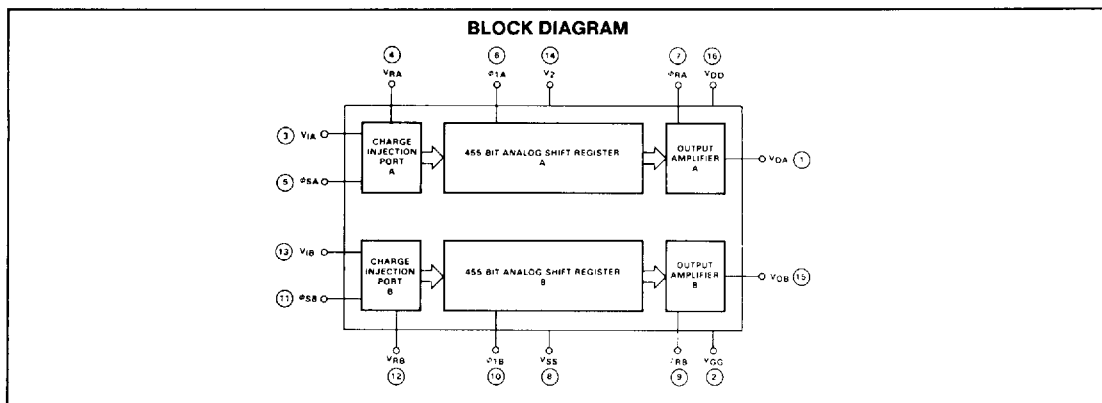 BLOCK DIAGRAM
4 6 14 7 16
VRA Φ1A V2 ΦRA VDD
3 VIA
5 ΦSA
CHARGE
INJECTION
PORT
A
455 BIT ANALOG SHIFT REGISTER
A
OUTPUT
AMPLIFIER
A
VOA 1
13 VIB
11 ΦSB
CHARGE
INJECTION
PORT
B
455 BIT ANALOG SHIFT REGISTER
B
OUTPUT
AMPLIFIER
B
VOB 15
VRB Φ1B VSS ΦRB VGG
12 10 8 9 2